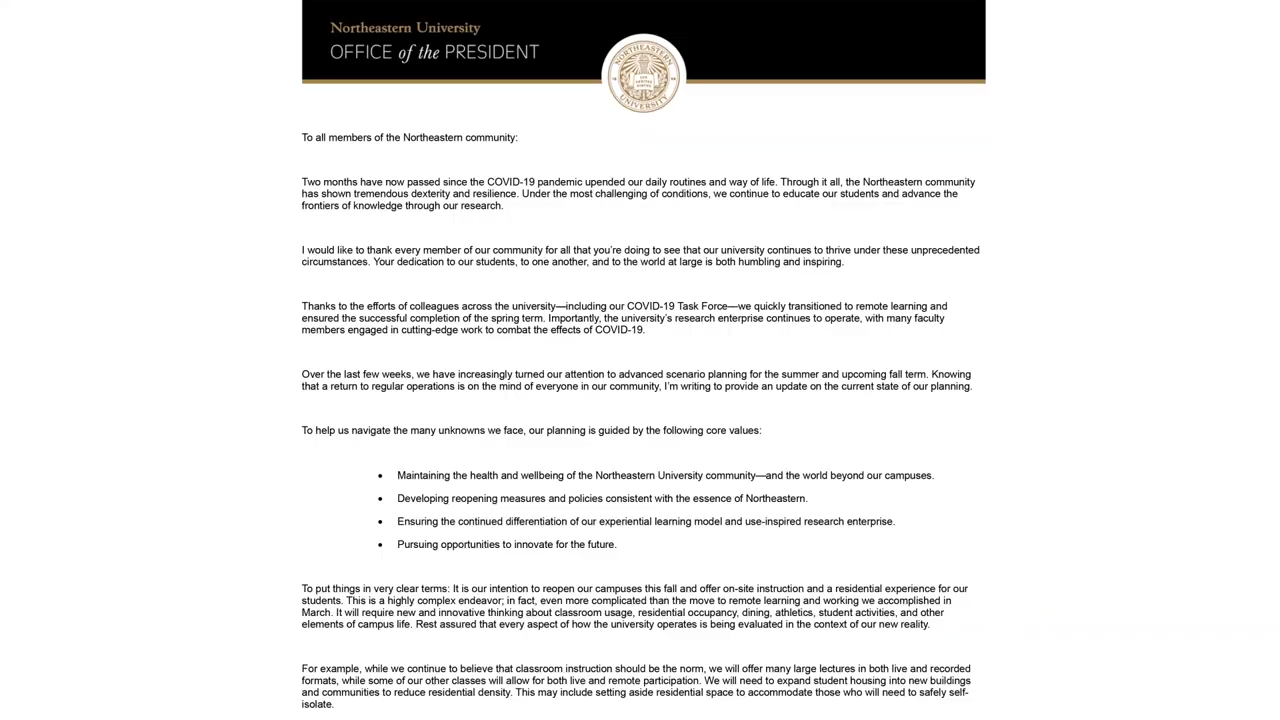 Northeastern University
OFFICE of the PRESIDENT
NORTHEASTERN
UNIVERSITY
To all members of the Northeastern community:
Two months have now passed since the COVID-19 pandemic upended our daily routines and way of life. Through it all, the Northeastern community
has shown tremendous dexterity and resilience. Under the most challenging of conditions, we continue to educate our students and advance the
frontiers of knowledge through our research.
I would like to thank every member of our community for all that you’re doing to see that our university continues to thrive under these unprecedented
circumstances. Your dedication to our students, to one another, and to the world at large is both humbling and inspiring.
Thanks to the efforts of colleagues across the university—including our COVID-19 Task Force—we quickly transitioned to remote learning and
ensured the successful completion of the spring term. Importantly, the university’s research enterprise continues to operate, with many faculty
members engaged in cutting-edge work to combat the effects of COVID-19.
Over the last few weeks, we have increasingly turned our attention to advanced scenario planning for the summer and upcoming fall term. Knowing
that a return to regular operations is on the mind of everyone in our community, I’m writing to provide an update on the current state of our planning.
To help us navigate the many unknowns we face, our planning is guided by the following core values:
• Maintaining the health and wellbeing of the Northeastern University community—and the world beyond our campuses.
• Developing reopening measures and policies consistent with the essence of Northeastern.
• Ensuring the continued differentiation of our experiential learning model and use-inspired research enterprise.
• Pursuing opportunities to innovate for the future.
To put things in very clear terms: It is our intention to reopen our campuses this fall and offer on-site instruction and a residential experience for our
students. This is a highly complex endeavor; in fact, even more complicated than the move to remote learning and working we accomplished in
March. It will require new and innovative thinking about classroom usage, residential occupancy, dining, athletics, student activities, and other
elements of campus life. Rest assured that every aspect of how the university operates is being evaluated in the context of our new reality.
For example, while we continue to believe that classroom instruction should be the norm, we will offer many large lectures in both live and recorded
formats, while some of our other classes will allow for both live and remote participation. We will need to expand student housing into new buildings
and communities to reduce residential density. This may include setting aside residential space to accommodate those who will need to safely self-
isolate.